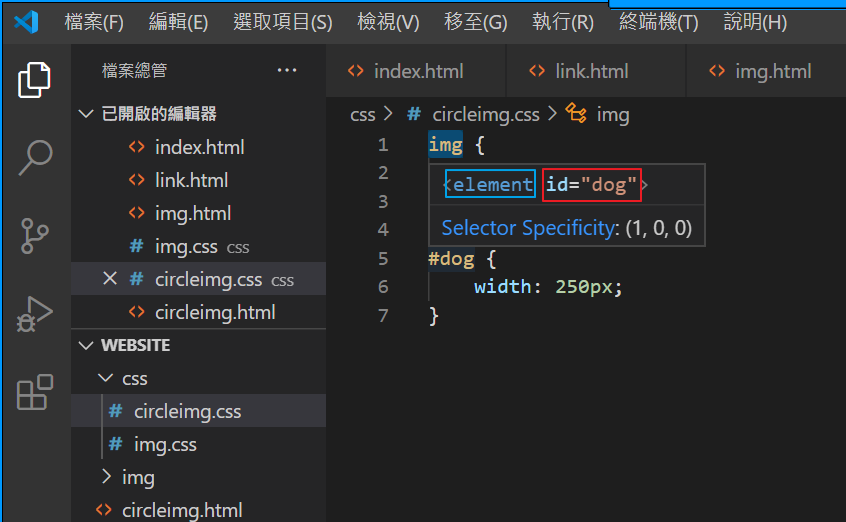 檔案(F) 編輯(E) 選取項目(S) 檢視(V) 移至(G) 執行(R) 終端機(T) 說明(H)
檔案總管 ...
已開啟的編輯器
<> index.html
<> link.html
<> img.html
# img.css css
× # circleimg.css css
<> circleimg.html
WEBSITE
css
# circleimg.css
# img.css
img
<> circleimg.html
<> index.html <> link.html <> img.html
css > # circleimg.css > img
1 img {
2
3
4
<element id="dog">
Selector Specificity: (1, 0, 0)
5 #dog {
6 width: 250px;
7 }